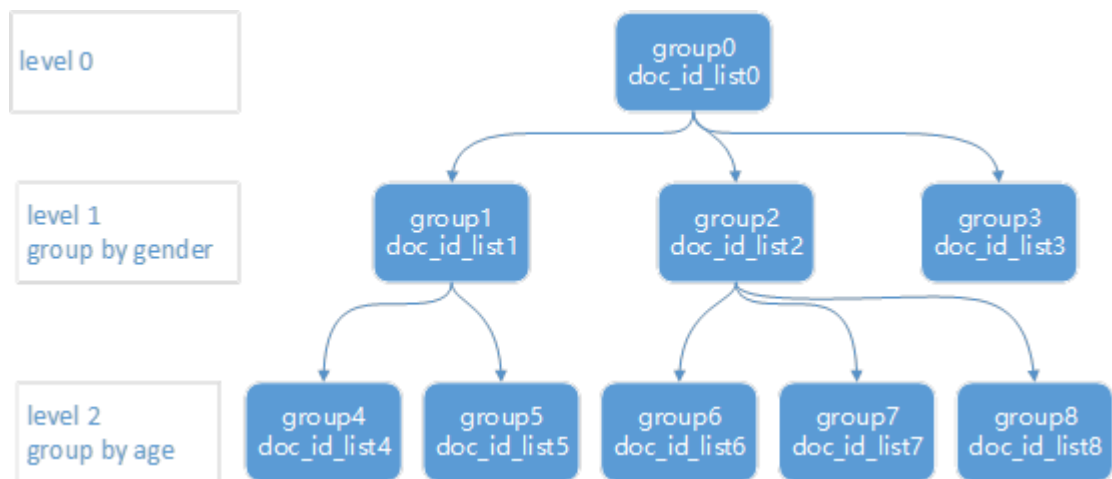 level 0
group0
doc_id_list0
level 1
group by gender
group1
doc_id_list1
group2
doc_id_list2
group3
doc_id_list3
level 2
group by age
group4
doc_id_list4
group5
doc_id_list5
group6
doc_id_list6
group7
doc_id_list7
group8
doc_id_list8